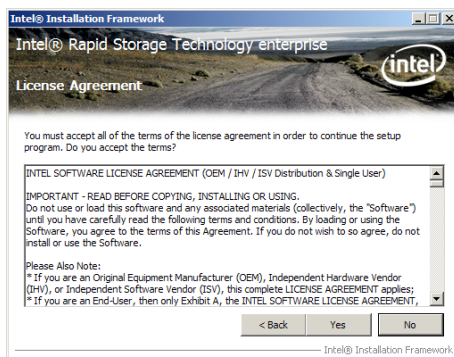 Intel® Installation Framework
Intel® Rapid Storage Technology enterprise
intel
License Agreement
You must accept all of the terms of the license agreement in order to continue the setup
program. Do you accept the terms?
INTEL SOFTWARE LICENSE AGREEMENT (OEM / IHV / ISV Distribution & Single User)
IMPORTANT - READ BEFORE COPYING, INSTALLING OR USING.
Do not use or load this software and any associated materials (collectively, the "Software")
until you have carefully read the following terms and conditions. By loading or using the
Software, you agree to the terms of this Agreement. If you do not wish to so agree, do not
install or use the Software.
Please Also Note:
* If you are an Original Equipment Manufacturer (OEM), Independent Hardware Vendor
(IHV), or Independent Software Vendor (ISV), this complete LICENSE AGREEMENT applies;
* If you are an End-User, then only Exhibit A, the INTEL SOFTWARE LICENSE AGREEMENT,
< Back Yes No
Intel® Installation Framework